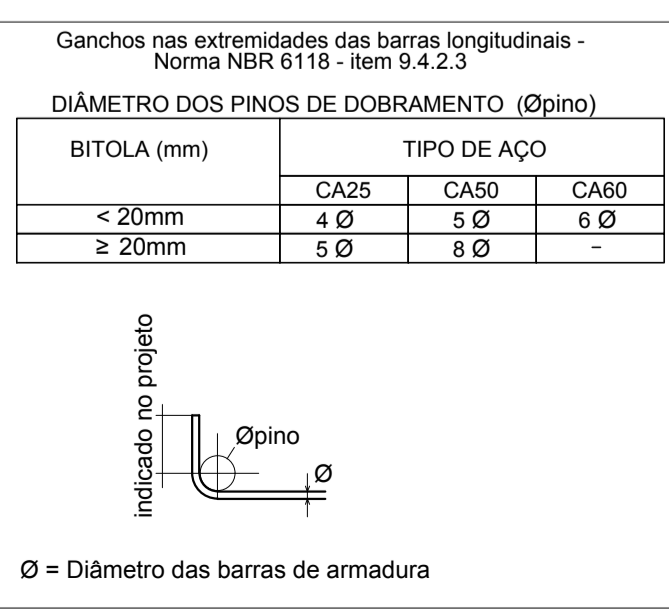 Ganchos nas extremidades das barras longitudinais -
Norma NBR 6118 - item 9.4.2.3
DIÂMETRO DOS PINOS DE DOBRAMENTO (Øpino)
BITOLA (mm) TIPO DE AÇO
CA25 CA50 CA60
< 20mm 4 Ø 5 Ø 6 Ø
≥ 20mm 5 Ø 8 Ø -
indicado no projeto
Øpino
Ø
Ø = Diâmetro das barras de armadura